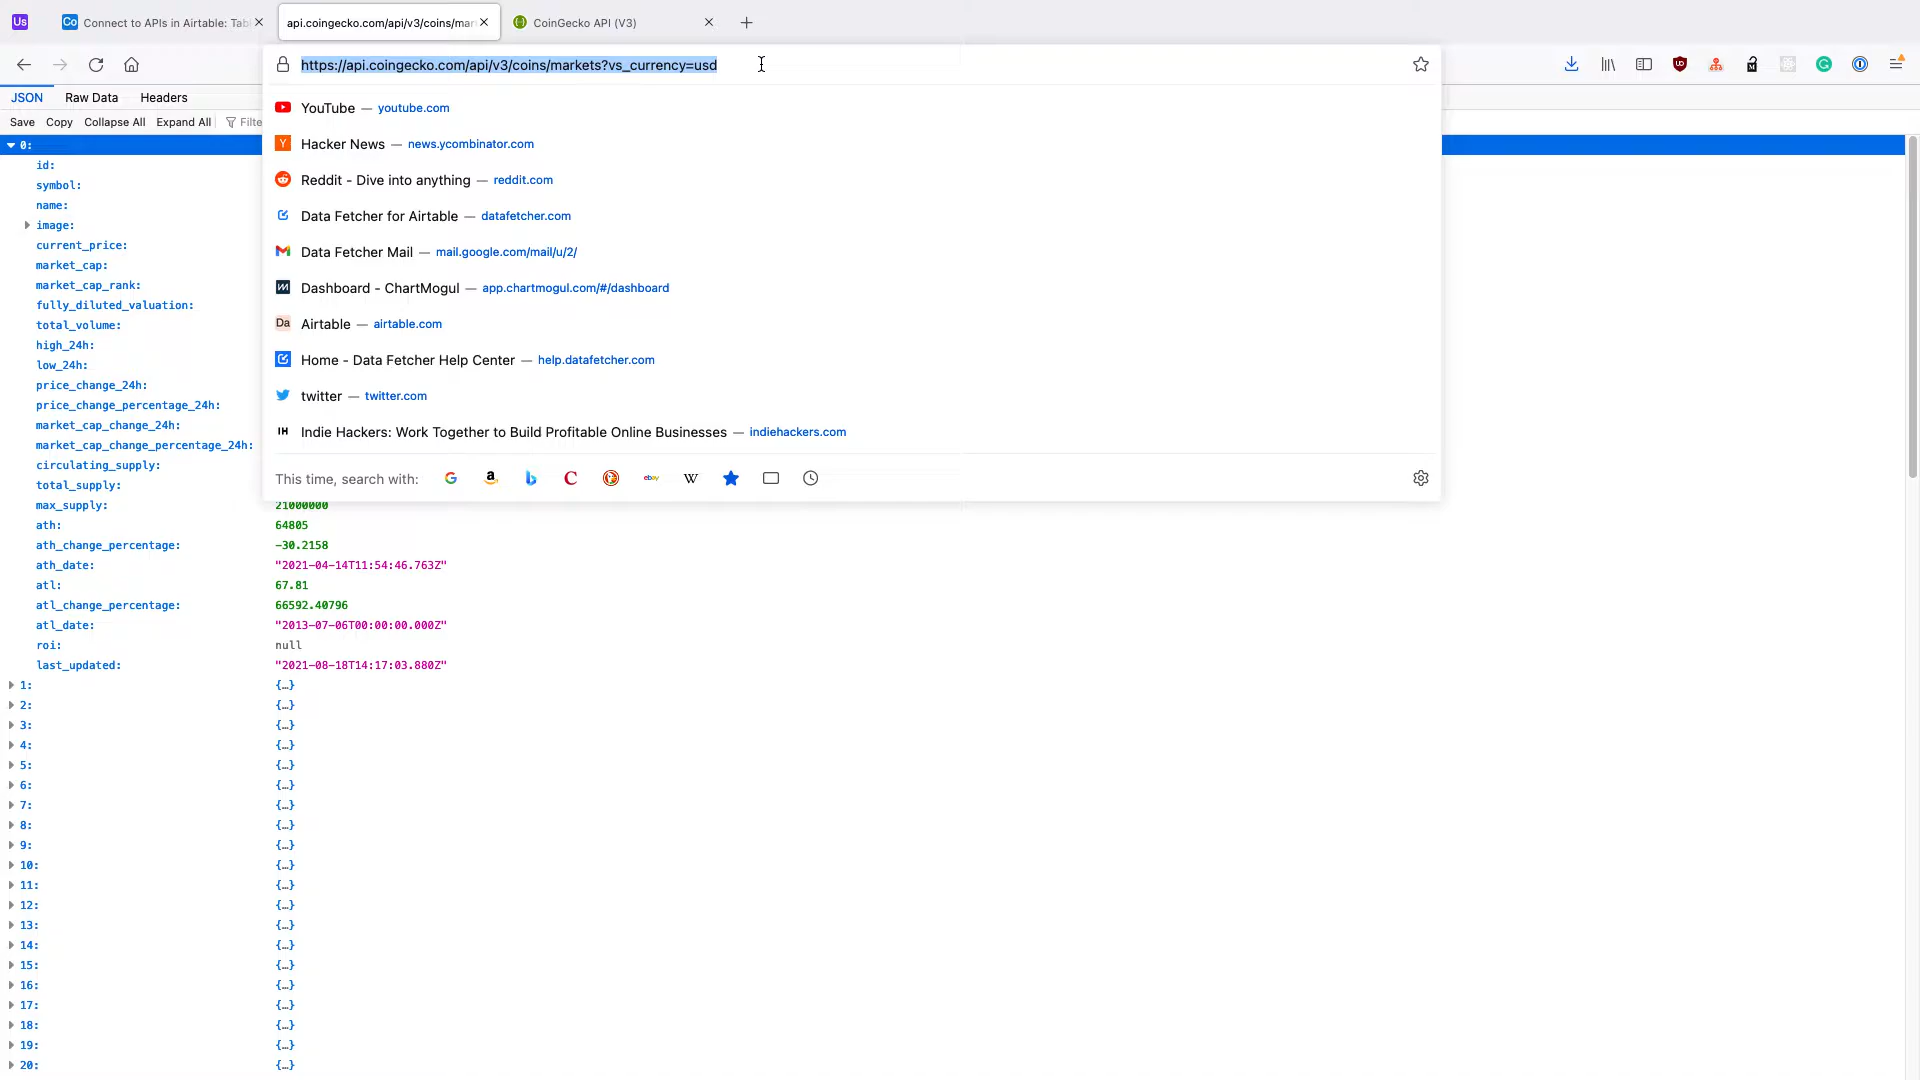 Us
Co Connect to APIs in Airtable: Tab
api.coingecko.com/api/v3/coins/mar
CoinGecko API (V3)
https://api.coingecko.com/api/v3/coins/markets?vs_currency=usd
JSON Raw Data Headers
Save Copy Collapse All Expand All Filte
YouTube — youtube.com
Hacker News — news.ycombinator.com
Reddit - Dive into anything — reddit.com
Data Fetcher for Airtable — datafetcher.com
Data Fetcher Mail — mail.google.com/mail/u/2/
Dashboard - ChartMogul — app.chartmogul.com/#/dashboard
Da Airtable — airtable.com
Home - Data Fetcher Help Center — help.datafetcher.com
twitter — twitter.com
IH Indie Hackers: Work Together to Build Profitable Online Businesses — indiehackers.com
This time, search with:
0:
id:
symbol:
name:
image:
current_price:
market_cap:
market_cap_rank:
fully_diluted_valuation:
total_volume:
high_24h:
low_24h:
price_change_24h:
price_change_percentage_24h:
market_cap_change_24h:
market_cap_change_percentage_24h:
circulating_supply:
total_supply:
max_supply: 21000000
ath: 64805
ath_change_percentage: -30.2158
ath_date: "2021-04-14T11:54:46.763Z"
atl: 67.81
atl_change_percentage: 66592.40796
atl_date: "2013-07-06T00:00:00.000Z"
roi: null
last_updated: "2021-08-18T14:17:03.880Z"
1: {…}
2: {…}
3: {…}
4: {…}
5: {…}
6: {…}
7: {…}
8: {…}
9: {…}
10: {…}
11: {…}
12: {…}
13: {…}
14: {…}
15: {…}
16: {…}
17: {…}
18: {…}
19: {…}
20: {…}